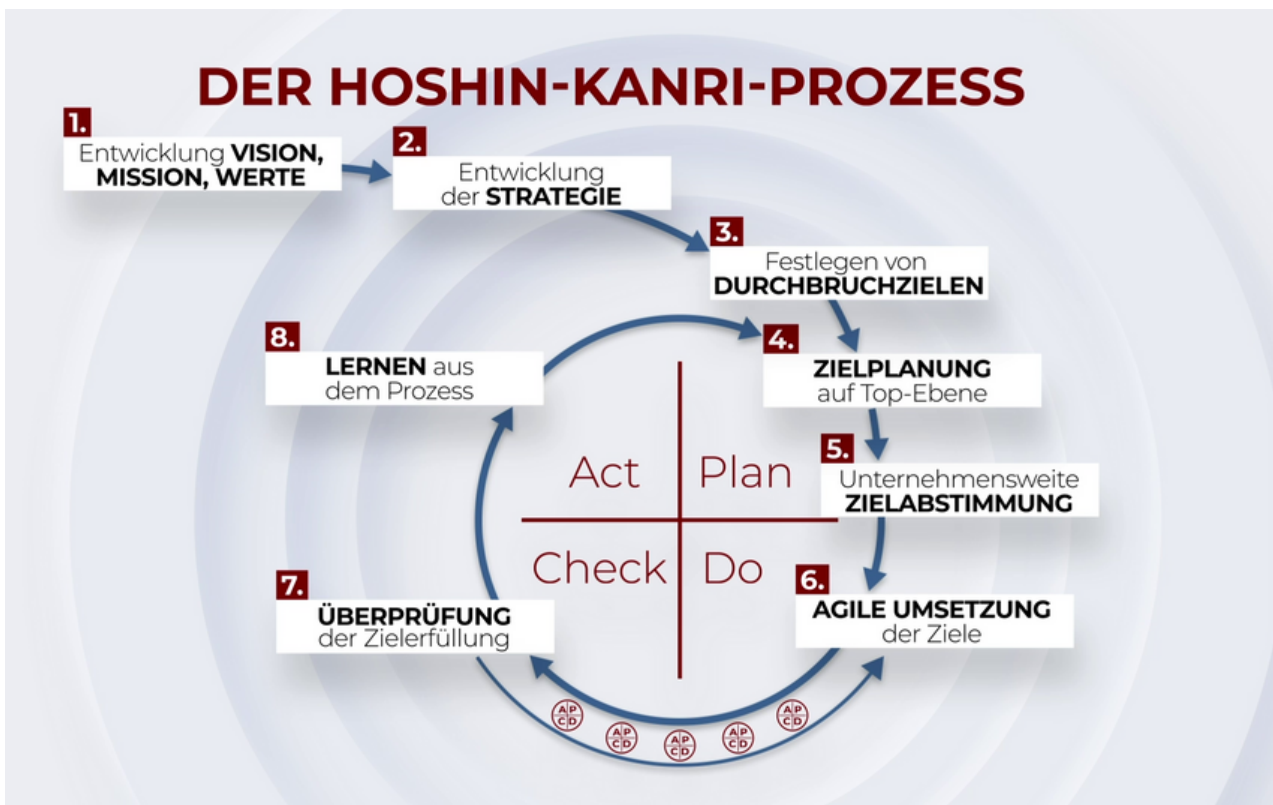 DER HOSHIN-KANRI-PROZESS
1.
Entwicklung VISION,
MISSION, WERTE
2.
Entwicklung
der STRATEGIE
3.
Festlegen von
DURCHBRUCHZIELEN
4.
ZIELPLANUNG
auf Top-Ebene
5.
Unternehmensweite
ZIELABSTIMMUNG
6.
AGILE UMSETZUNG
der Ziele
7.
ÜBERPRÜFUNG
der Zielerfüllung
8.
LERNEN aus
dem Prozess
Act Plan
Check Do
A P
C D
A P
C D
A P
C D
A P
C D
A P
C D